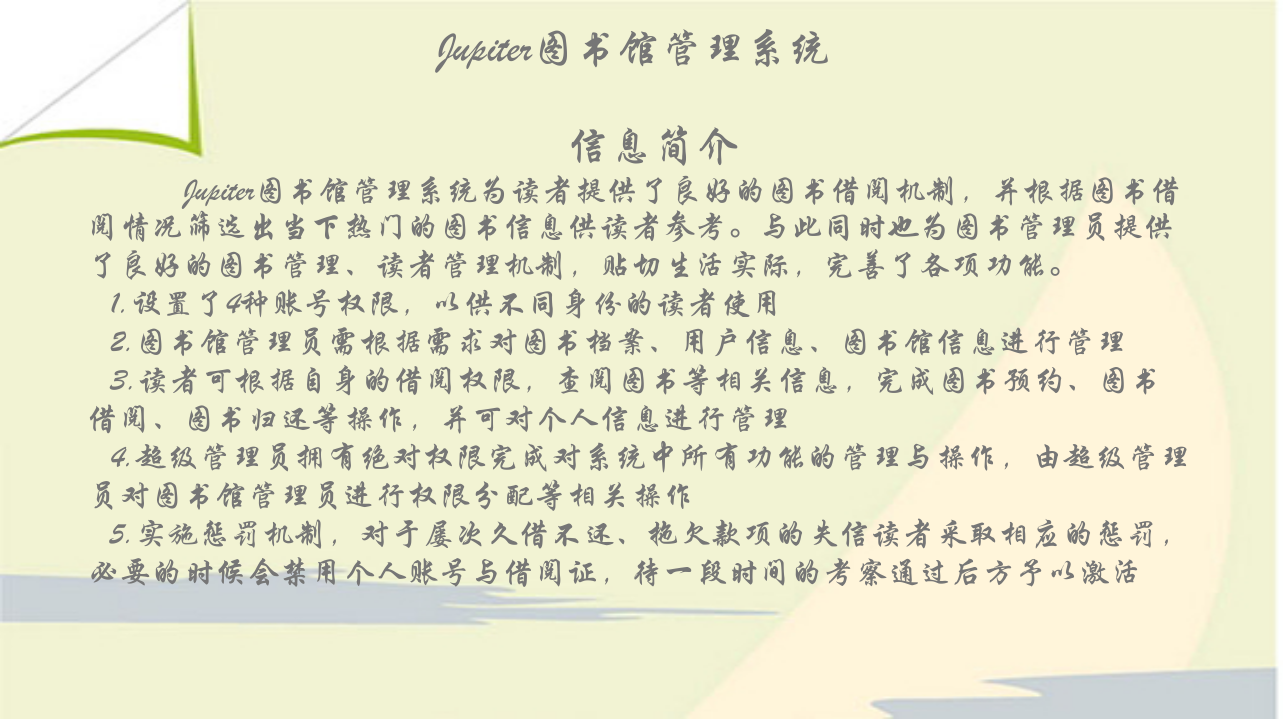 Jupiter图书馆管理系统
信息简介
Jupiter图书馆管理系统为读者提供了良好的图书借阅机制，并根据图书借
阅情况筛选出当下热门的图书信息供读者参考。与此同时也为图书管理员提供
了良好的图书管理、读者管理机制，贴切生活实际，完善了各项功能。
1.设置了4种账号权限，以供不同身份的读者使用
2.图书馆管理员需根据需求对图书档案、用户信息、图书馆信息进行管理
3.读者可根据自身的借阅权限，查阅图书等相关信息，完成图书预约、图书
借阅、图书归还等操作，并可对个人信息进行管理
4.超级管理员拥有绝对权限完成对系统中所有功能的管理与操作，由超级管理
员对图书馆管理员进行权限分配等相关操作
5.实施惩罚机制，对于屡次久借不还、拖欠款项的失信读者采取相应的惩罚，
必要的时候会禁用个人账号与借阅证，待一段时间的考察通过后方予以激活